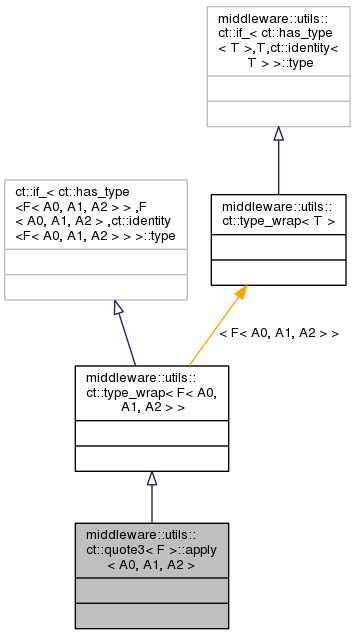 middleware::utils::
ct::if_< ct::has_type
< T >,T,ct::identity<
T > >::type
ct::if_< ct::has_type
<F< A0, A1, A2 > > ,F
< A0, A1, A2 > ,ct::identity
<F< A0, A1, A2 > > >::type
middleware::utils::
ct::type_wrap< T >
< F< A0, A1, A2 > >
middleware::utils::
ct::type_wrap< F< A0,
A1, A2 > >
middleware::utils::
ct::quote3< F >::apply
< A0, A1, A2 >